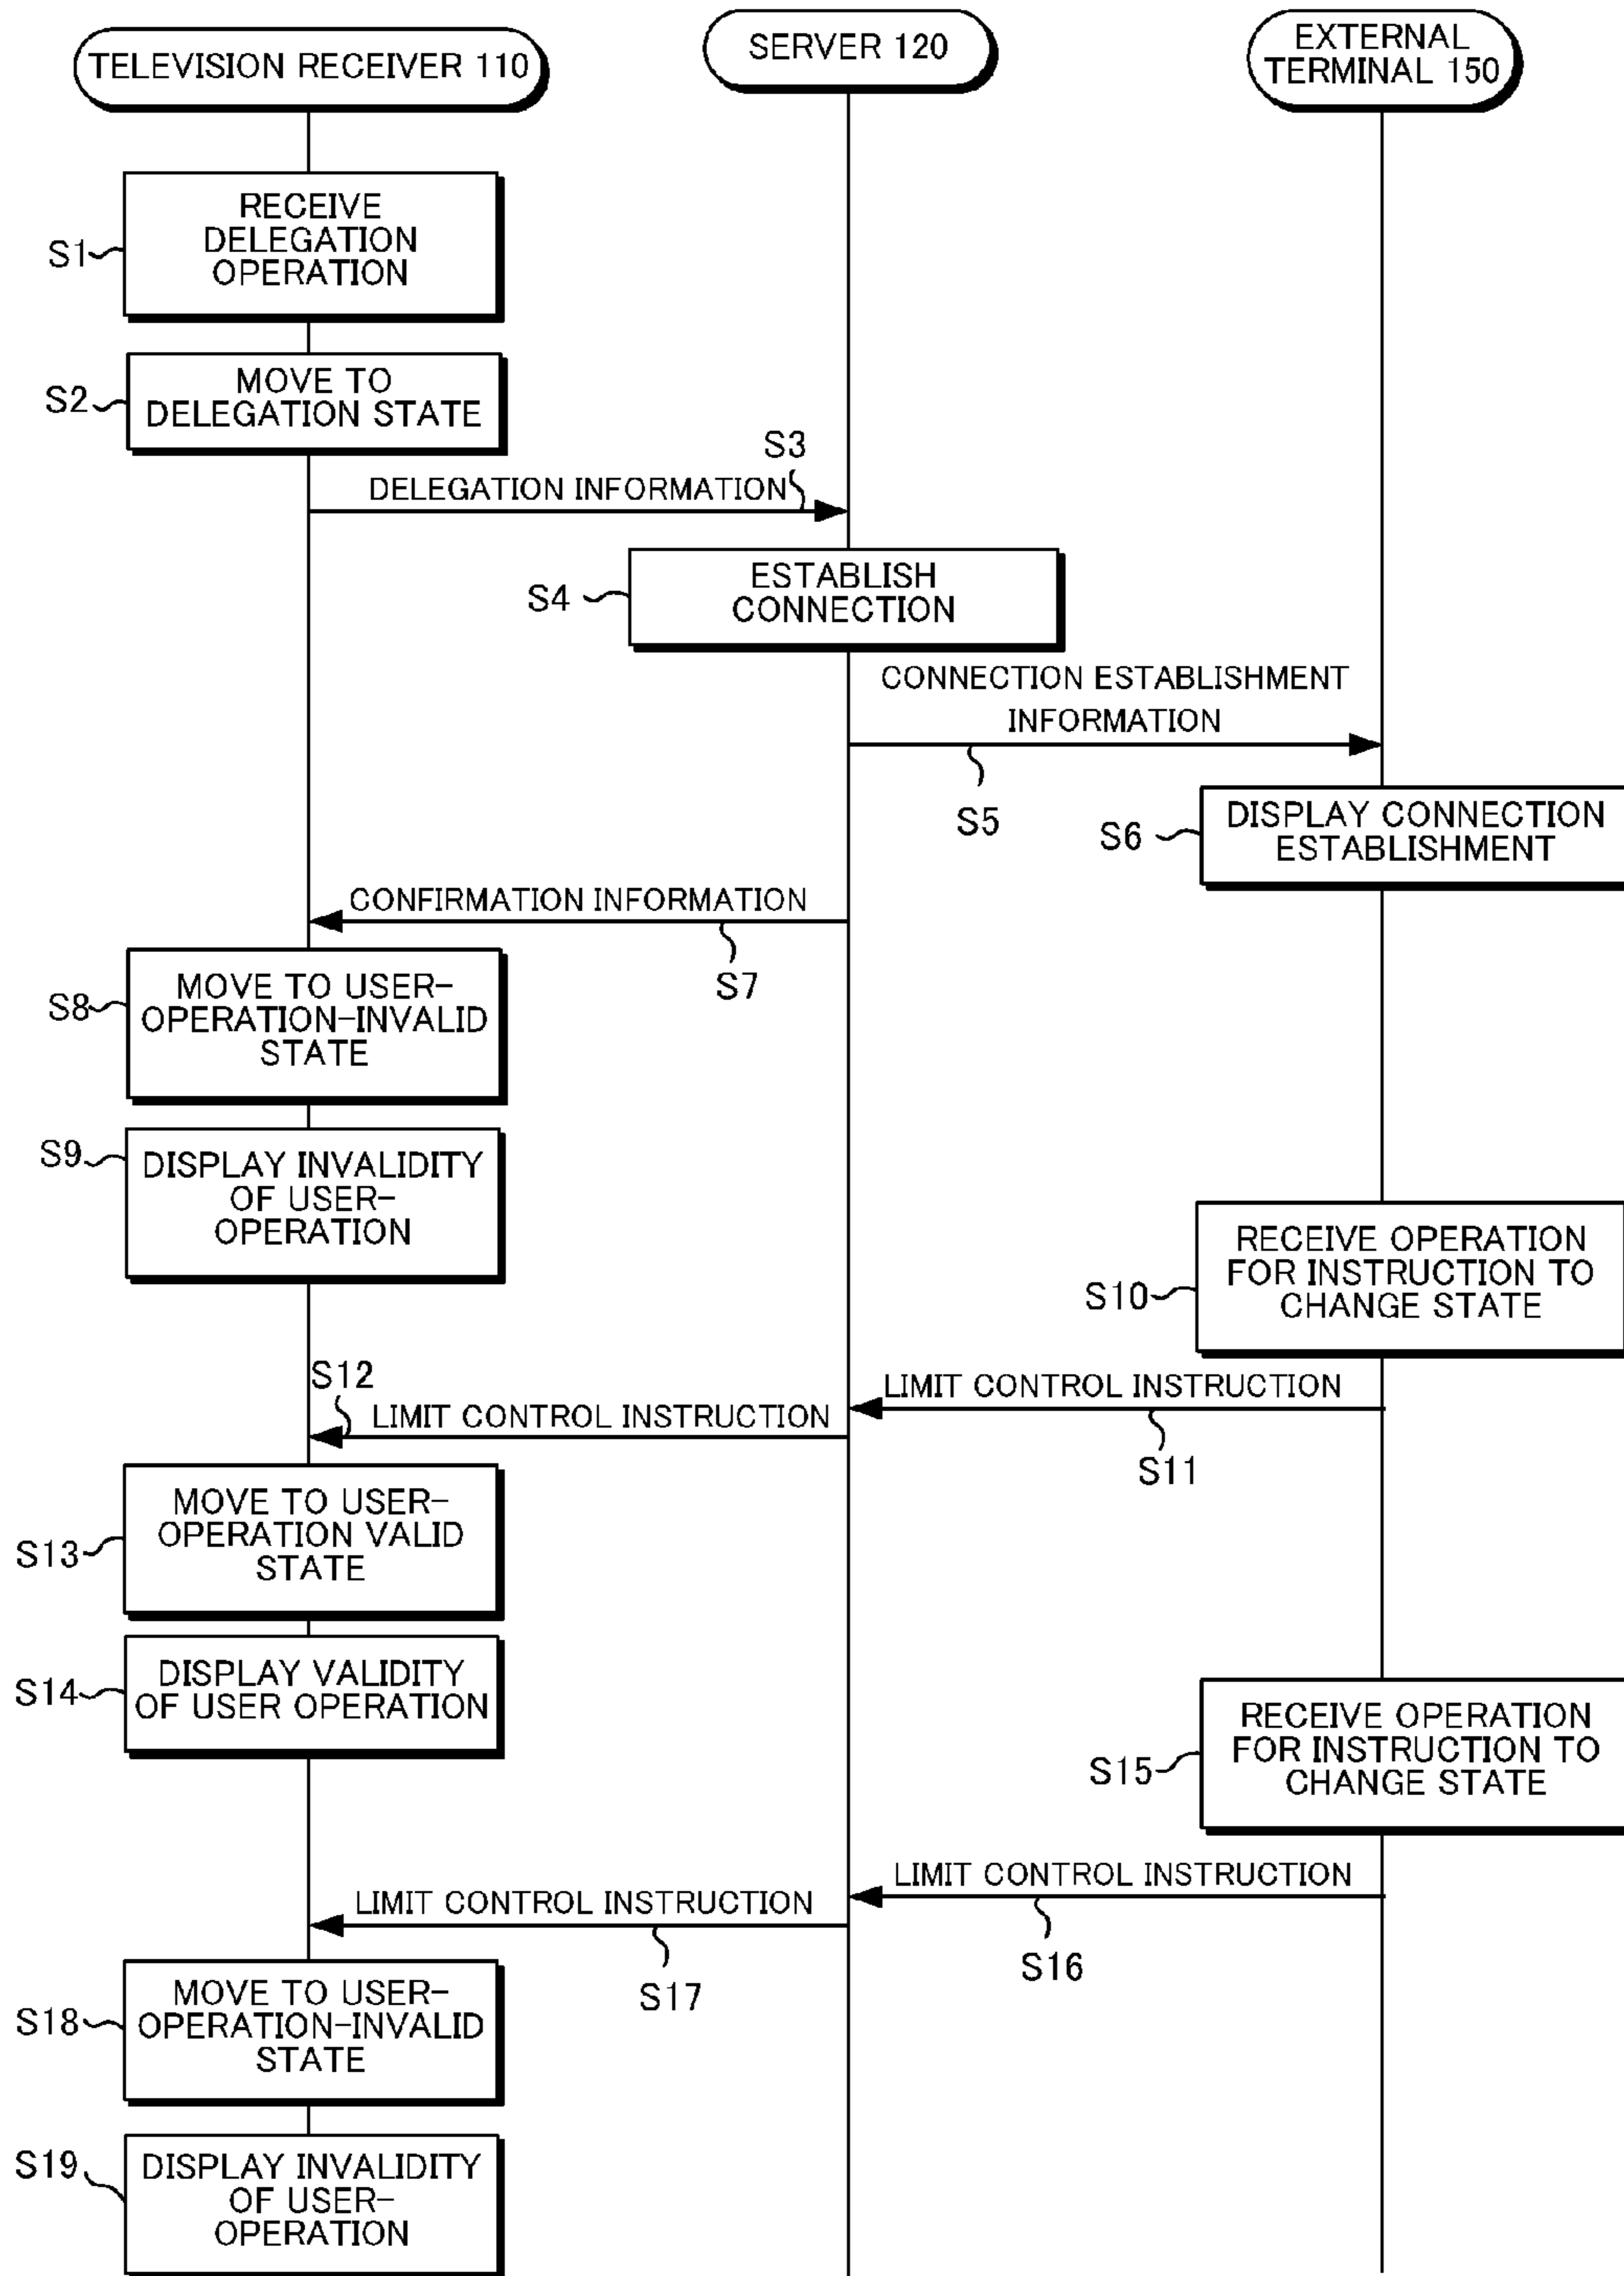 TELEVISION RECEIVER 110
SERVER 120
EXTERNAL
TERMINAL 150
S1
RECEIVE
DELEGATION
OPERATION
S2
MOVE TO
DELEGATION STATE
S3
DELEGATION INFORMATION
S4
ESTABLISH
CONNECTION
CONNECTION ESTABLISHMENT
INFORMATION
S5
S6
DISPLAY CONNECTION
ESTABLISHMENT
CONFIRMATION INFORMATION
S7
S8
MOVE TO USER-
OPERATION-INVALID
STATE
S9
DISPLAY INVALIDITY
OF USER-
OPERATION
S10
RECEIVE OPERATION
FOR INSTRUCTION TO
CHANGE STATE
LIMIT CONTROL INSTRUCTION
S11
S12
LIMIT CONTROL INSTRUCTION
S13
MOVE TO USER-
OPERATION VALID
STATE
S14
DISPLAY VALIDITY
OF USER OPERATION
S15
RECEIVE OPERATION
FOR INSTRUCTION TO
CHANGE STATE
LIMIT CONTROL INSTRUCTION
S16
LIMIT CONTROL INSTRUCTION
S17
S18
MOVE TO USER-
OPERATION-INVALID
STATE
S19
DISPLAY INVALIDITY
OF USER-
OPERATION